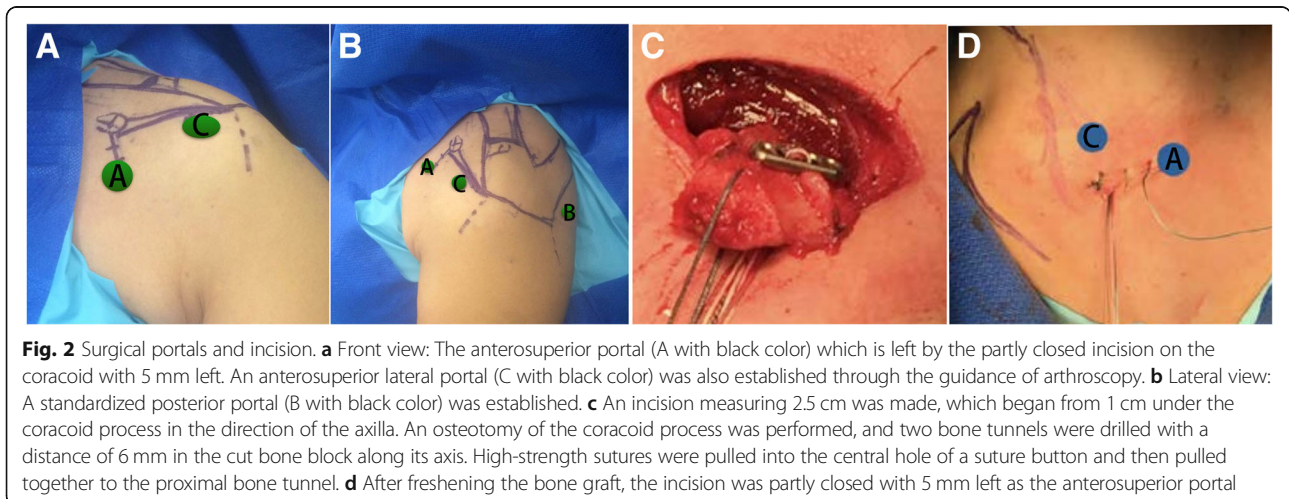 A
B
C
D
C
A
A
C
B
C
A
Fig. 2 Surgical portals and incision. a Front view: The anterosuperior portal (A with black color) which is left by the partly closed incision on the
coracoid with 5 mm left. An anterosuperior lateral portal (C with black color) was also established through the guidance of arthroscopy. b Lateral view:
A standardized posterior portal (B with black color) was established. c An incision measuring 2.5 cm was made, which began from 1 cm under the
coracoid process in the direction of the axilla. An osteotomy of the coracoid process was performed, and two bone tunnels were drilled with a
distance of 6 mm in the cut bone block along its axis. High-strength sutures were pulled into the central hole of a suture button and then pulled
together to the proximal bone tunnel. d After freshening the bone graft, the incision was partly closed with 5 mm left as the anterosuperior portal